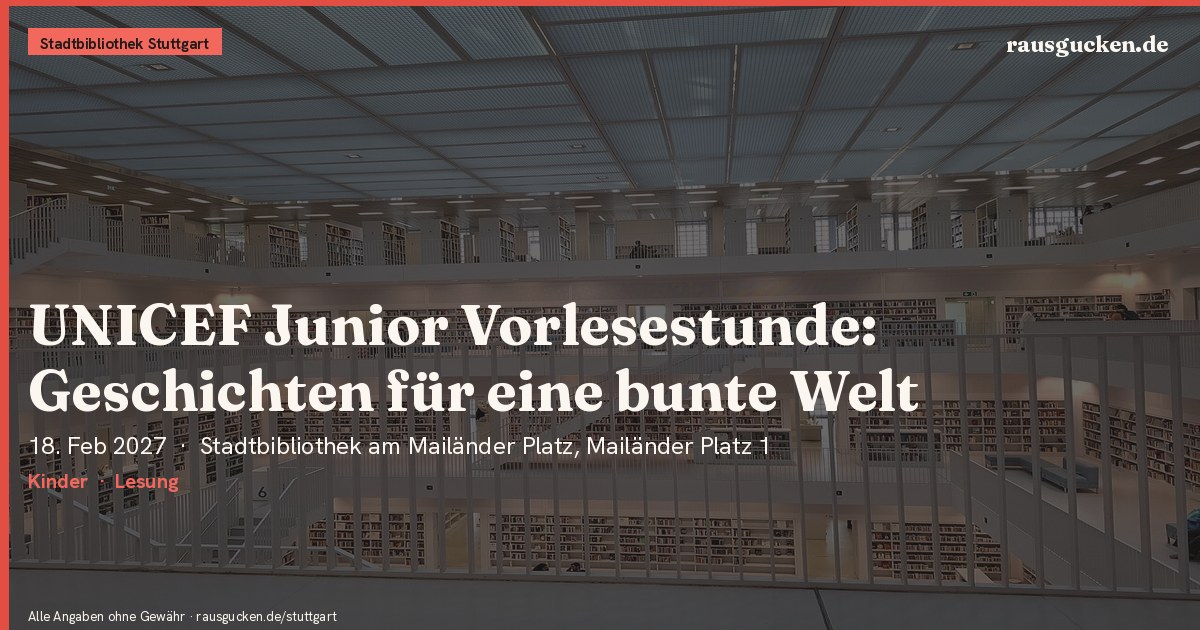 Stadtbibliothek Stuttgart
rausgucken.de
UNICEF Junior Vorlesestunde:
Geschichten für eine bunte Welt
18. Feb 2027 · Stadtbibliothek am Mailänder Platz, Mailänder Platz 1
Kinder · Lesung
6
Alle Angaben ohne Gewähr · rausgucken.de/stuttgart